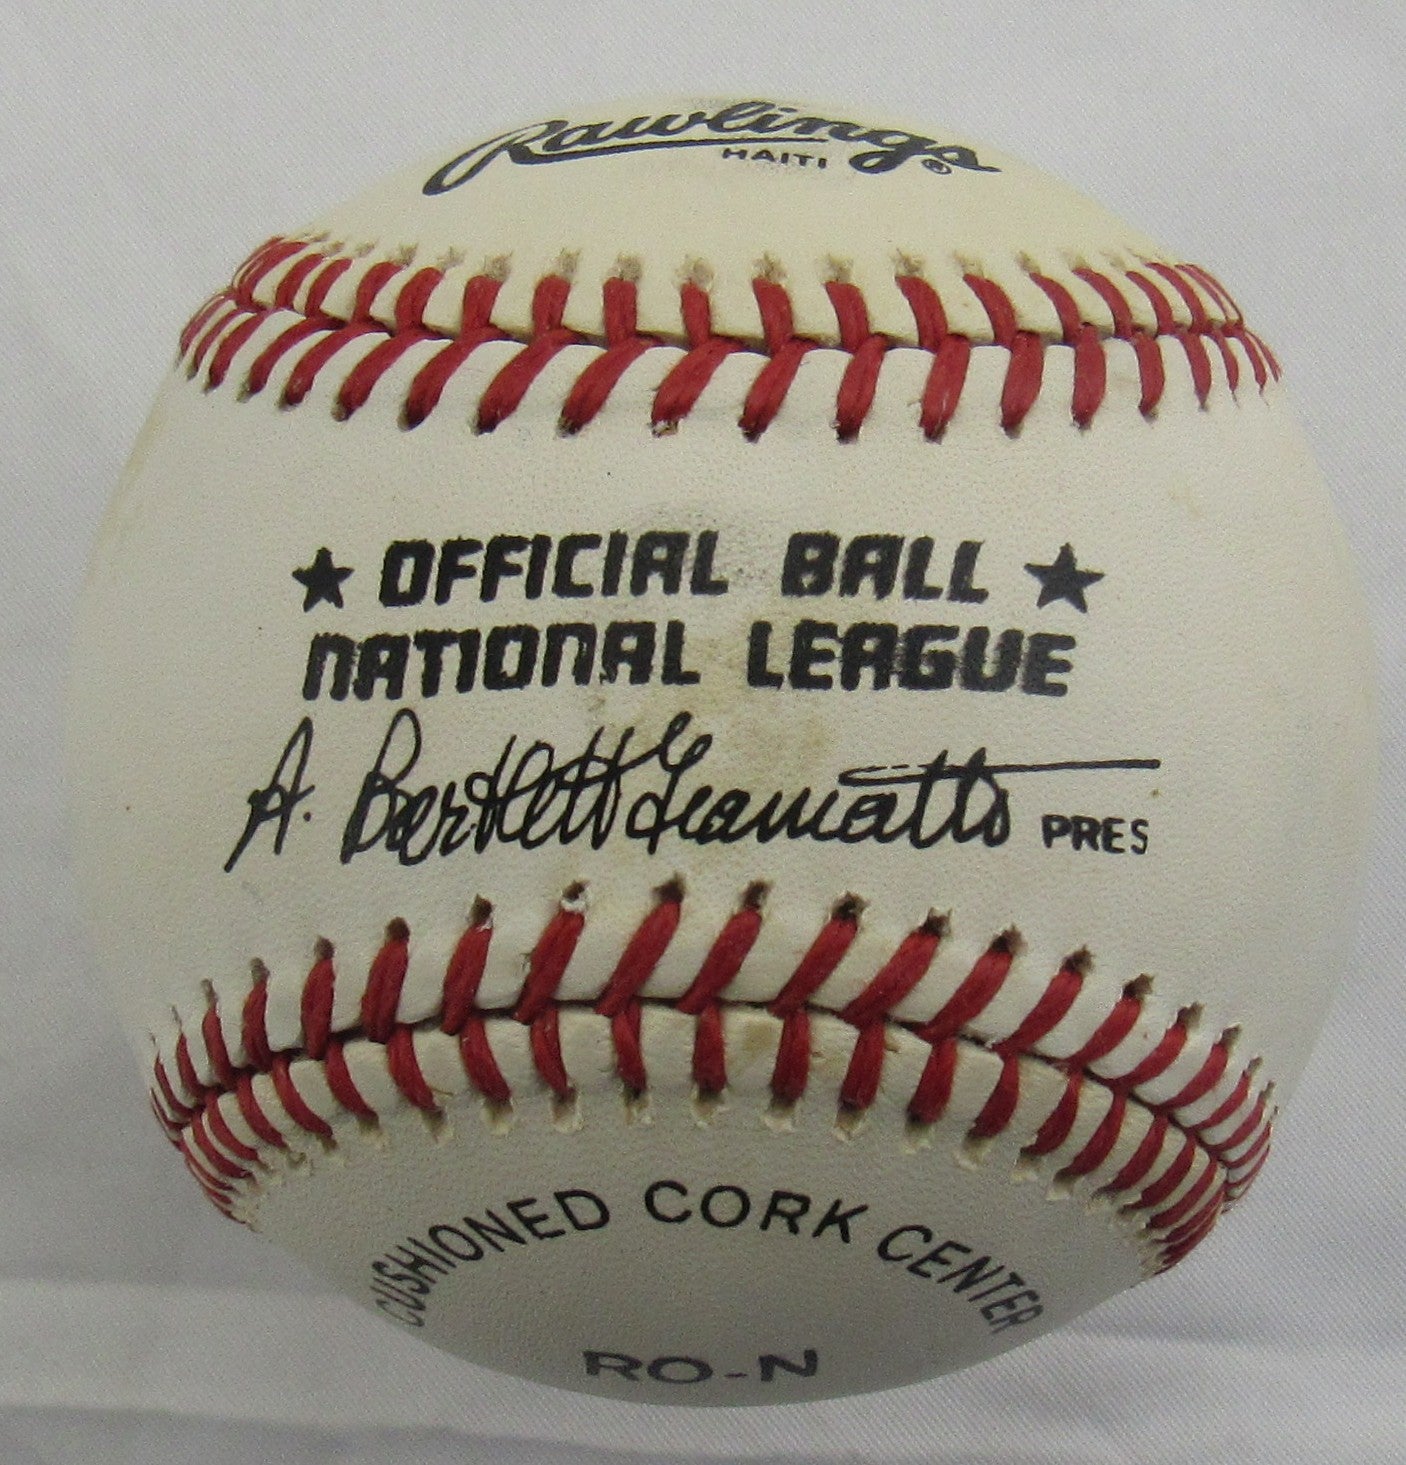 Rawlings ®
HAITI
★ OFFICIAL BALL ★
NATIONAL LEAGUE
A. Bartlett Giamatti PRES
CUSHIONED CORK CENTER
RO-N